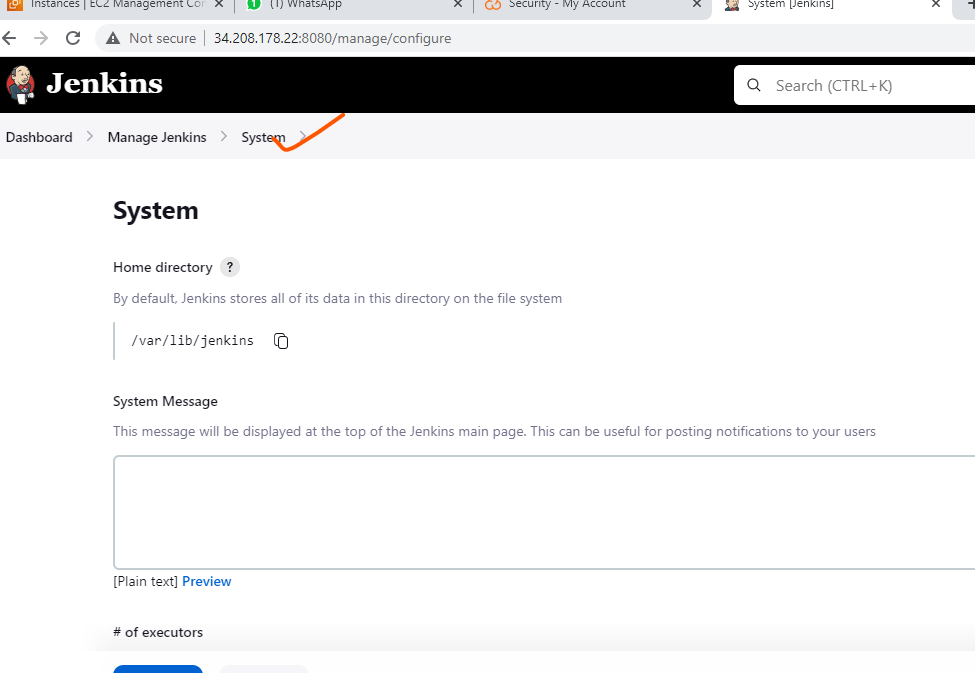 Instances | EC2 Management Con
(1) WhatsApp
Security - My Account
System [Jenkins]
Not secure
34.208.178.22:8080/manage/configure
Jenkins
Search (CTRL+K)
Dashboard
Manage Jenkins
System
System
Home directory ?
By default, Jenkins stores all of its data in this directory on the file system
/var/lib/jenkins
System Message
This message will be displayed at the top of the Jenkins main page. This can be useful for posting notifications to your users
[Plain text] Preview
# of executors